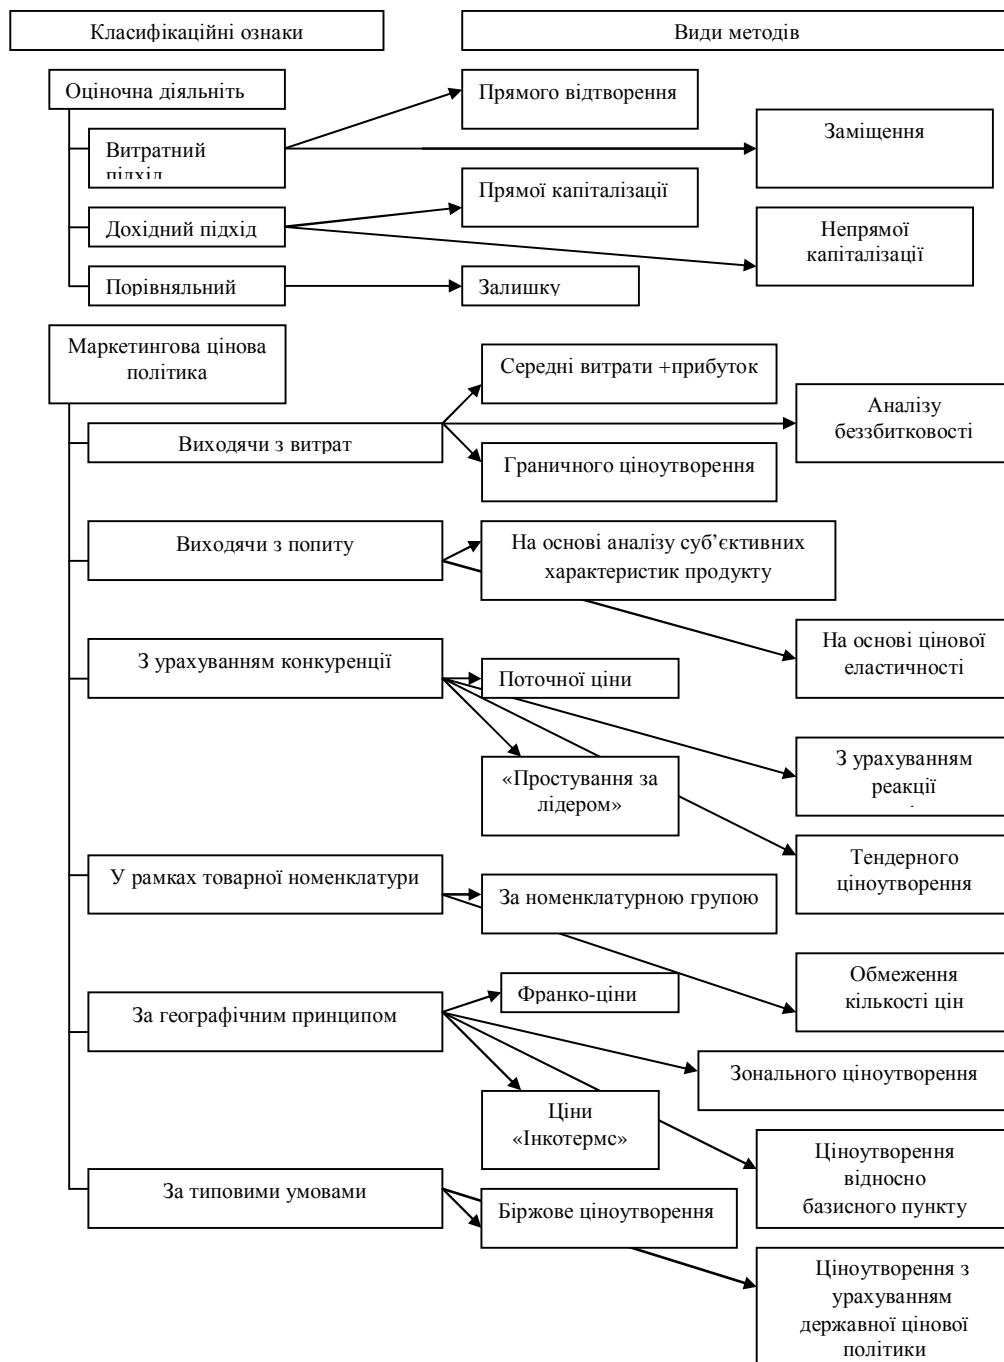 Класифікаційні ознаки
Види методів
Оціночна діяльніть
Прямого відтворення
Витратний
підхід
Заміщення
Прямої капіталізації
Дохідний підхід
Непрямої
капіталізації
Порівняльний
Залишку
Маркетингова цінова
політика
Середні витрати +прибуток
Аналізу
беззбитковості
Виходячи з витрат
Граничного ціноутворення
Виходячи з попиту
На основі аналізу суб’єктивних
характеристик продукту
На основі цінової
еластичності
З урахуванням конкуренції
Поточної ціни
«Простування за
лідером»
З урахуванням
реакції
Тендерного
ціноутворення
У рамках товарної номенклатури
За номенклатурною групою
Обмеження
кількості цін
За географічним принципом
Франко-ціни
Зонального ціноутворення
Ціни
«Інкотермс»
Ціноутворення
відносно
базисного пункту
За типовими умовами
Біржове ціноутворення
Ціноутворення з
урахуванням
державної цінової
політики